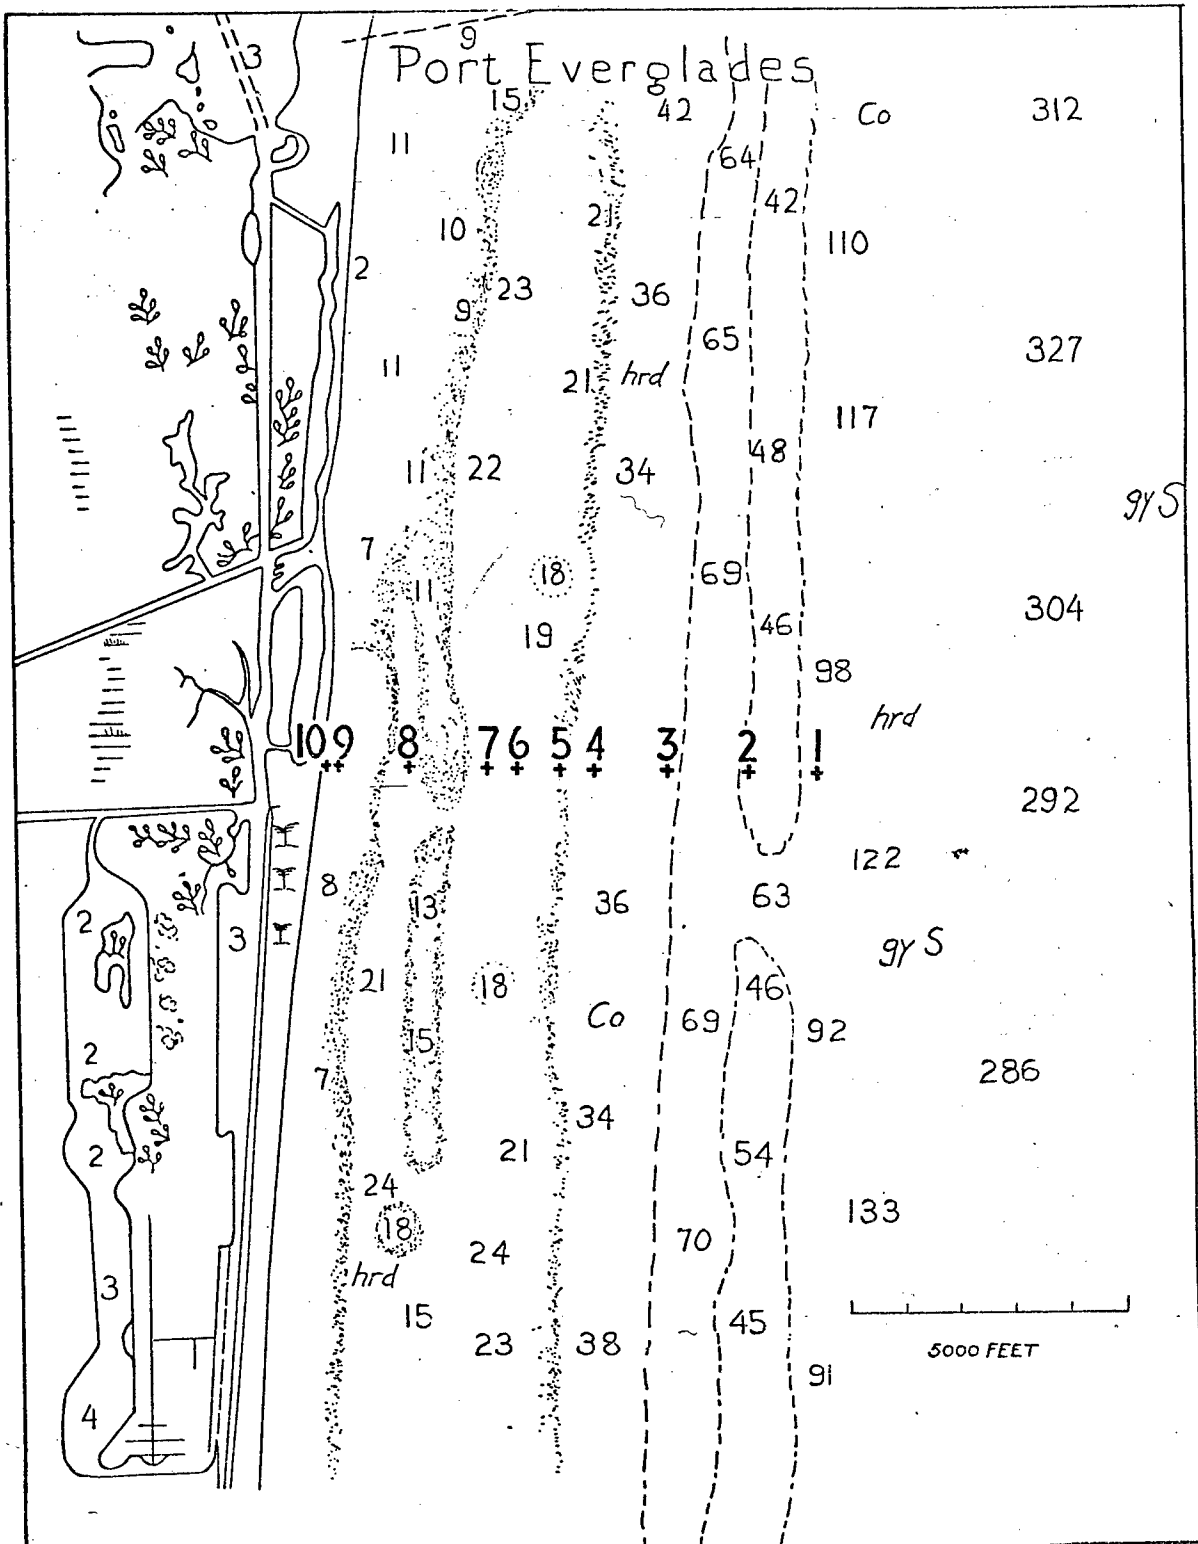 9
3
Port Everglades
15 42 Co 312
11 64
42
10 21 110
2 23 36
9 65 327
11 21 hrd
117
11 22 34 48
gyS
7 18 69
11 304
19 46
98
hrd
10 9 8 7 6 5 4 3 2 1
292
122
8 63
2 13 36
3 gyS
21 18 46
Co 69 92
15
2 7 286
34
2 21 54
24
18 133
24 70
hrd
3
15 45
23 38 5000 FEET
91
4